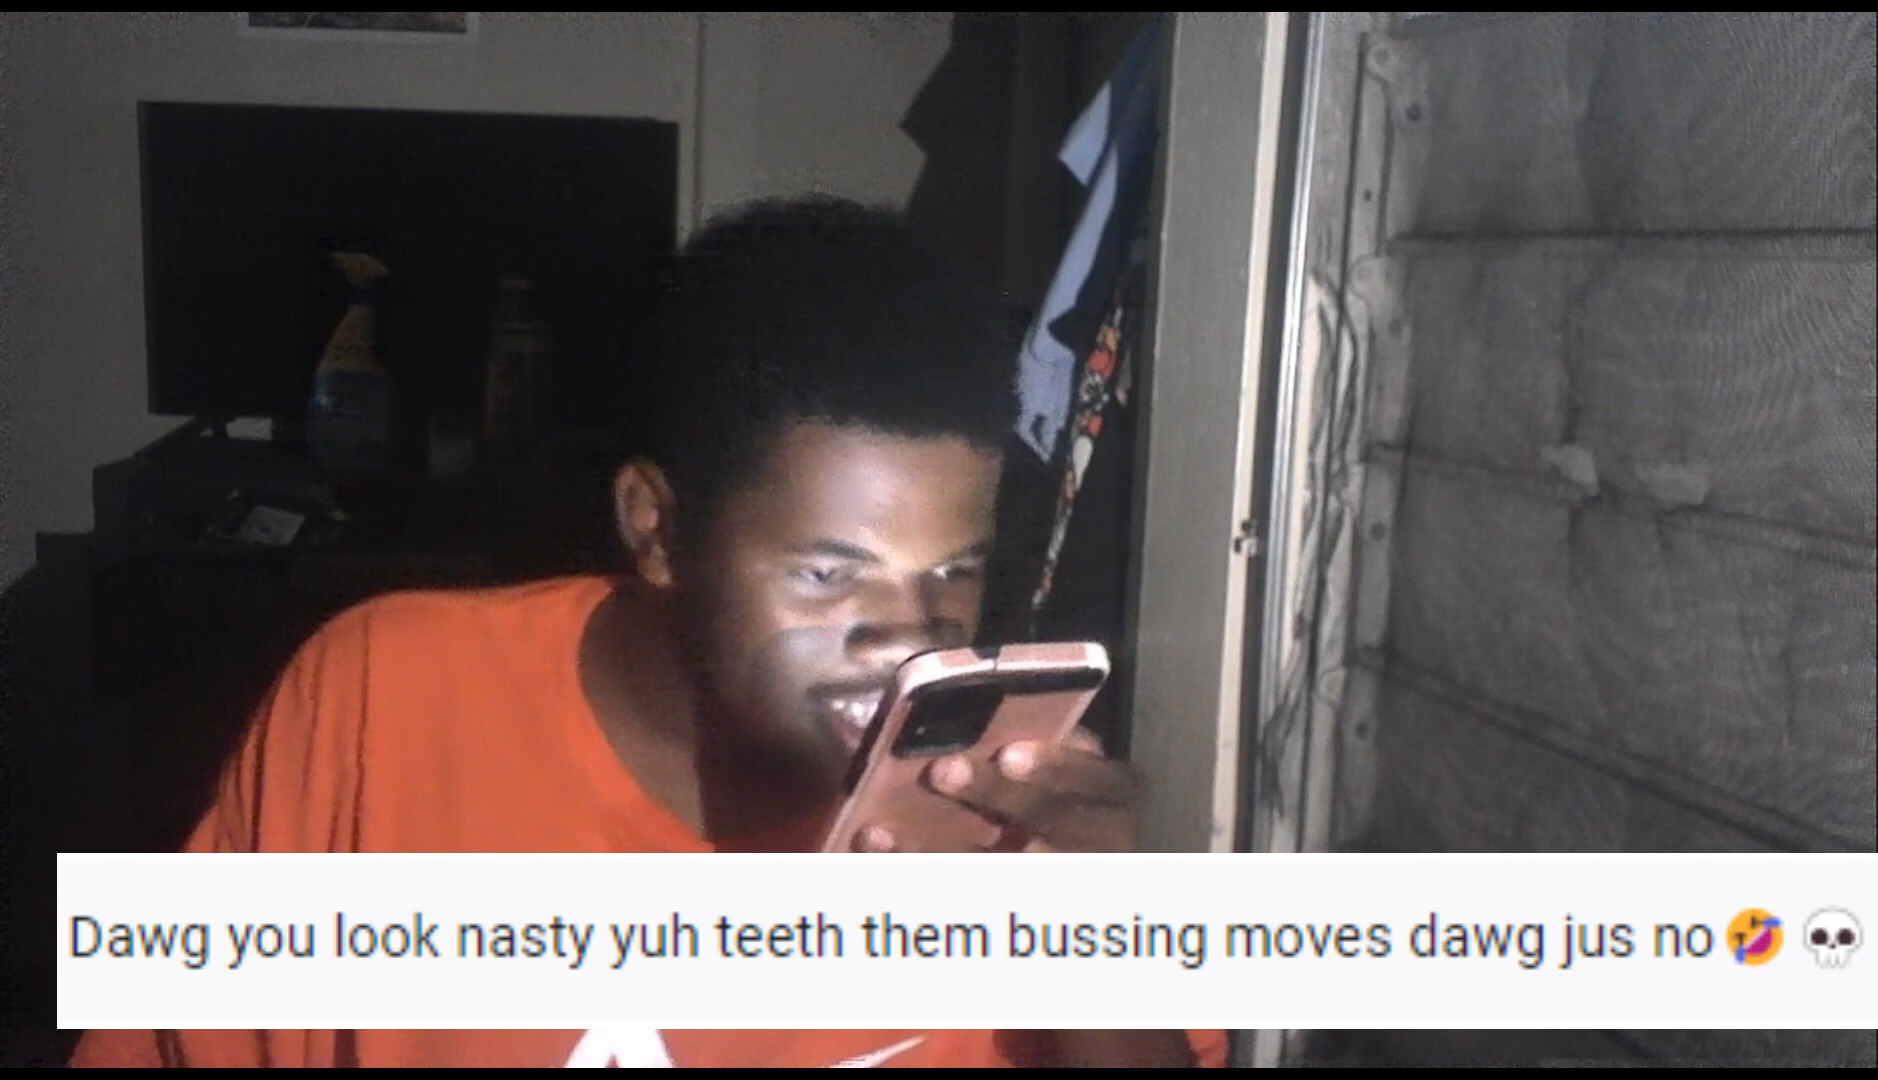 Dawg you look nasty yuh teeth them bussing moves dawg jus no🤣 💀